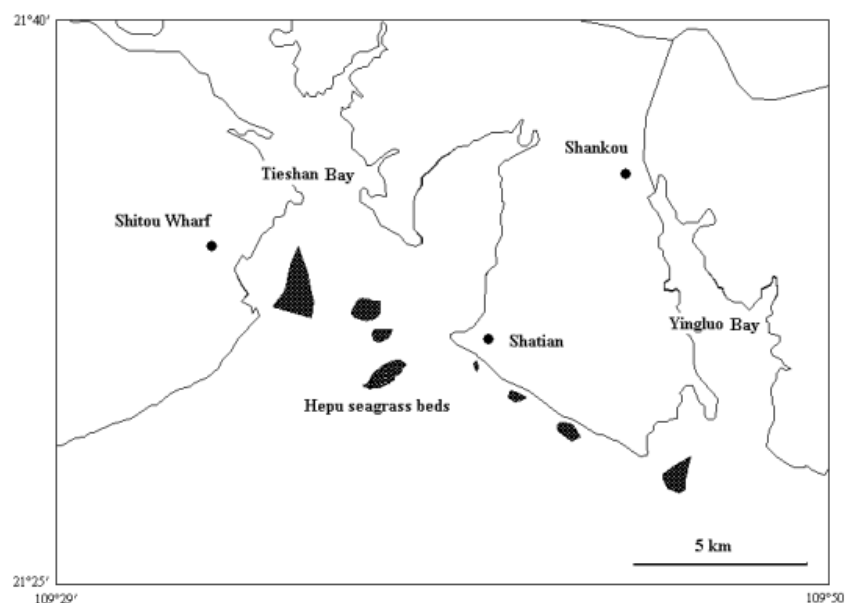 21°40′
Shankou
Tieshan Bay
Shitou Wharf
Yingluo Bay
Shatian
Hepu seagrass beds
5 km
21°25′
109°29′
109°50